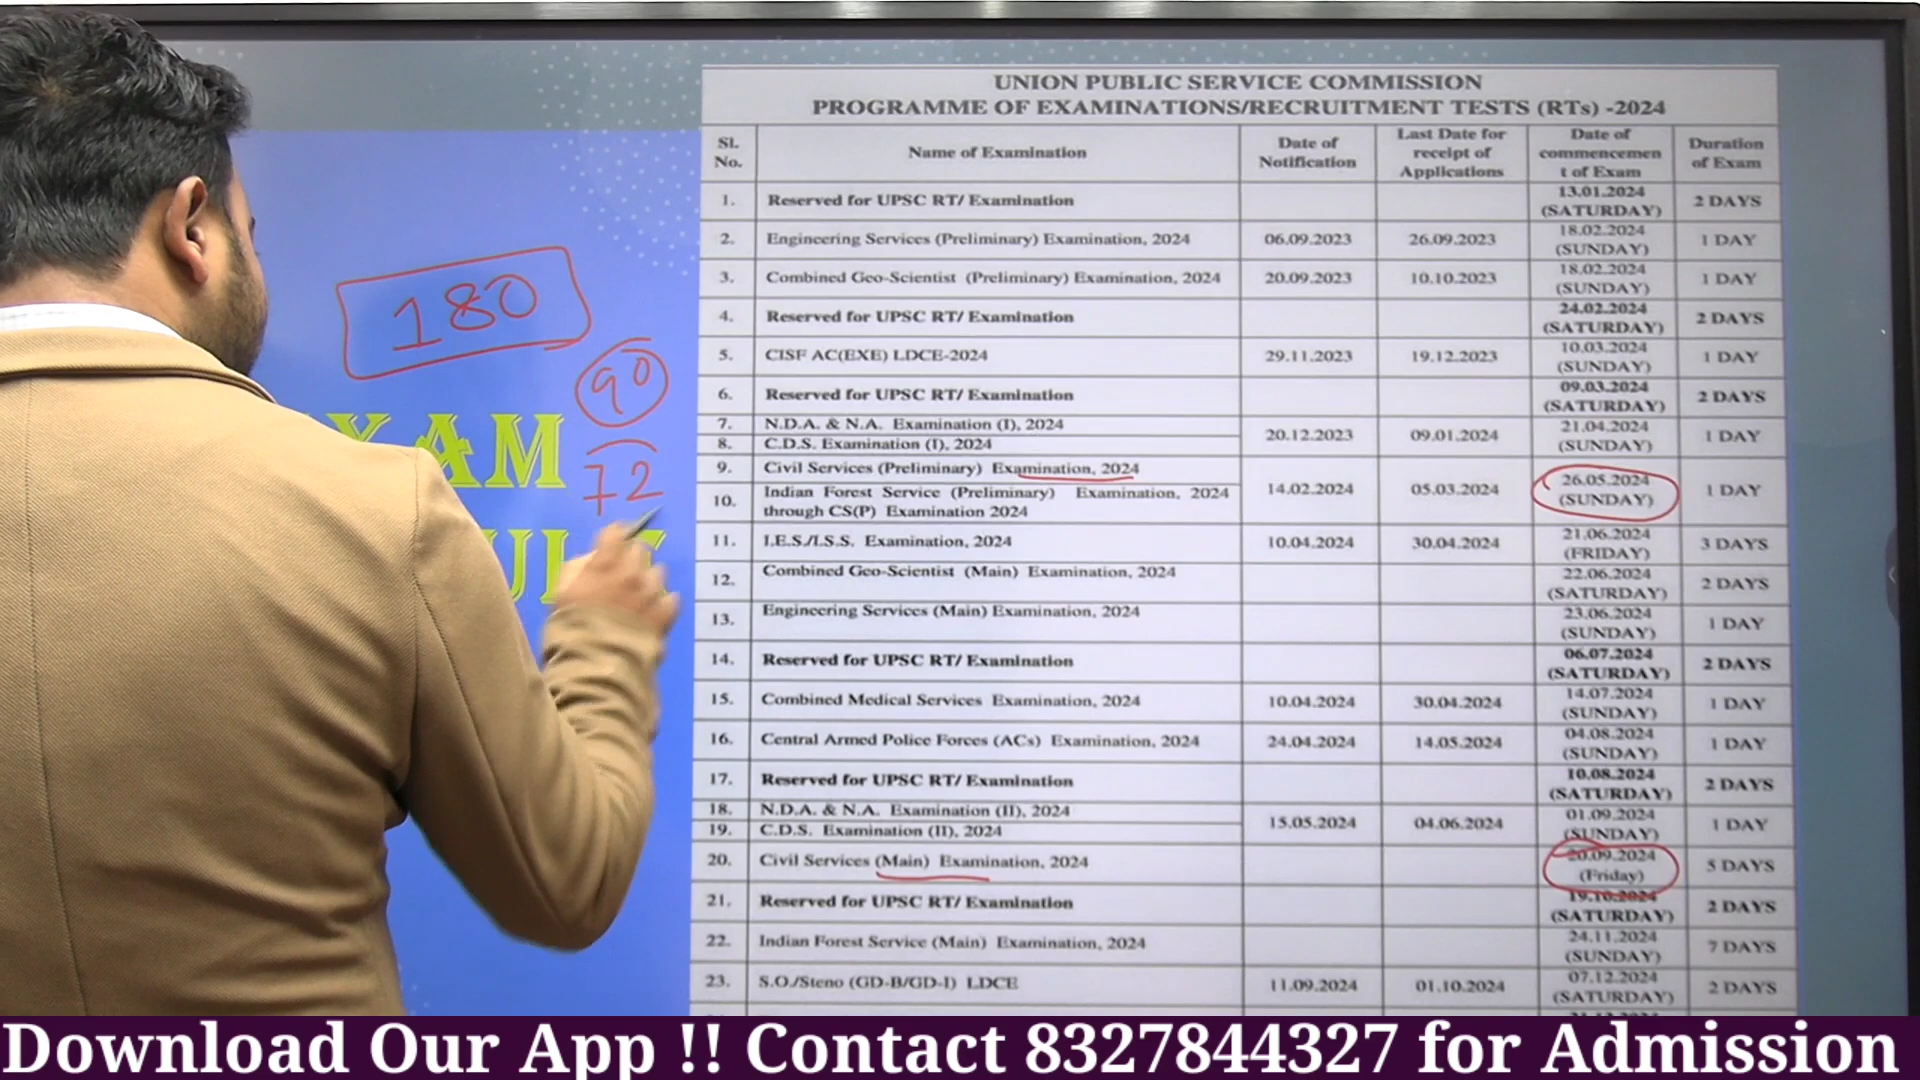 UNION PUBLIC SERVICE COMMISSION
PROGRAMME OF EXAMINATIONS/RECRUITMENT TESTS (RTs) -2024
Sl. No. Name of Examination Date of Notification Last Date for receipt of Applications Date of commencemen t of Exam Duration of Exam
1. Reserved for UPSC RT/ Examination 13.01.2024 (SATURDAY) 2 DAYS
2. Engineering Services (Preliminary) Examination, 2024 06.09.2023 26.09.2023 18.02.2024 (SUNDAY) 1 DAY
3. Combined Geo-Scientist (Preliminary) Examination, 2024 20.09.2023 10.10.2023 18.02.2024 (SUNDAY) 1 DAY
4. Reserved for UPSC RT/ Examination 24.02.2024 (SATURDAY) 2 DAYS
5. CISF AC(EXE) LDCE-2024 29.11.2023 19.12.2023 10.03.2024 (SUNDAY) 1 DAY
6. Reserved for UPSC RT/ Examination 09.03.2024 (SATURDAY) 2 DAYS
7. N.D.A. & N.A. Examination (I), 2024
8. C.D.S. Examination (I), 2024 20.12.2023 09.01.2024 21.04.2024 (SUNDAY) 1 DAY
9. Civil Services (Preliminary) Examination, 2024
10. Indian Forest Service (Preliminary) Examination, 2024 through CS(P) Examination 2024 14.02.2024 05.03.2024 26.05.2024 (SUNDAY) 1 DAY
11. I.E.S./I.S.S. Examination, 2024 10.04.2024 30.04.2024 21.06.2024 (FRIDAY) 3 DAYS
12. Combined Geo-Scientist (Main) Examination, 2024 22.06.2024 (SATURDAY) 2 DAYS
13. Engineering Services (Main) Examination, 2024 23.06.2024 (SUNDAY) 1 DAY
14. Reserved for UPSC RT/ Examination 06.07.2024 (SATURDAY) 2 DAYS
15. Combined Medical Services Examination, 2024 10.04.2024 30.04.2024 14.07.2024 (SUNDAY) 1 DAY
16. Central Armed Police Forces (ACs) Examination, 2024 24.04.2024 14.05.2024 04.08.2024 (SUNDAY) 1 DAY
17. Reserved for UPSC RT/ Examination 10.08.2024 (SATURDAY) 2 DAYS
18. N.D.A. & N.A. Examination (II), 2024
19. C.D.S. Examination (II), 2024 15.05.2024 04.06.2024 01.09.2024 (SUNDAY) 1 DAY
20. Civil Services (Main) Examination, 2024 20.09.2024 (Friday) 5 DAYS
21. Reserved for UPSC RT/ Examination 19.10.2024 (SATURDAY) 2 DAYS
22. Indian Forest Service (Main) Examination, 2024 24.11.2024 (SUNDAY) 7 DAYS
23. S.O./Steno (GD-B/GD-I) LDCE 11.09.2024 01.10.2024 07.12.2024 (SATURDAY) 2 DAYS
180
90
72
Download Our App !! Contact 8327844327 for Admission